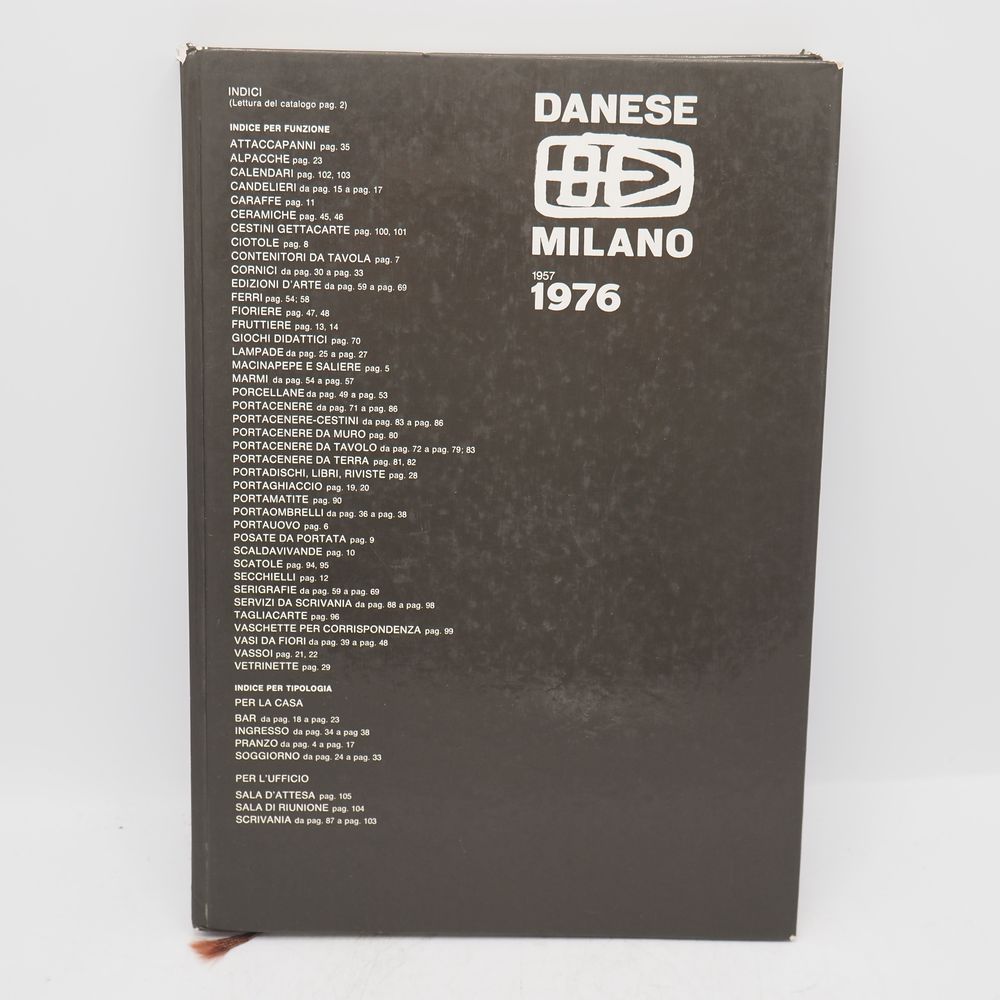 INDICI
(Lettura del catalogo pag. 2)
INDICE PER FUNZIONE
ATTACCAPANNI pag. 35
ALPACCHE pag. 23
CALENDARI pag. 102, 103
CANDELIERI da pag. 15 a pag. 17
CARAFFE pag. 11
CERAMICHE pag. 45, 46
CESTINI GETTACARTE pag. 100, 101
CIOTOLE pag. 8
CONTENITORI DA TAVOLA pag. 7
CORNICI da pag. 30 a pag. 33
EDIZIONI D'ARTE da pag. 59 a pag. 69
FERRI pag. 54; 58
FIORIERE pag. 47, 48
FRUTTIERE pag. 13, 14
GIOCHI DIDATTICI pag. 70
LAMPADE da pag. 25 a pag. 27
MACINAPEPE E SALIERE pag. 5
MARMI da pag. 54 a pag. 57
PORCELLANE da pag. 49 a pag. 53
PORTACENERE da pag. 71 a pag. 86
PORTACENERE-CESTINI da pag. 83 a pag. 86
PORTACENERE DA MURO pag. 80
PORTACENERE DA TAVOLO da pag. 72 a pag. 79; 83
PORTACENERE DA TERRA pag. 81, 82
PORTADISCHI, LIBRI, RIVISTE pag. 28
PORTAGHIACCIO pag. 19, 20
PORTAMATITE pag. 90
PORTAOMBRELLI da pag. 36 a pag. 38
PORTAUOVO pag. 6
POSATE DA PORTATA pag. 9
SCALDAVIVANDE pag. 10
SCATOLE pag. 94, 95
SECCHIELLI pag. 12
SERIGRAFIE da pag. 59 a pag. 69
SERVIZI DA SCRIVANIA da pag. 88 a pag. 98
TAGLIACARTE pag. 96
VASCHETTE PER CORRISPONDENZA pag. 99
VASI DA FIORI da pag. 39 a pag. 48
VASSOI pag. 21, 22
VETRINETTE pag. 29
INDICE PER TIPOLOGIA
PER LA CASA
BAR da pag. 18 a pag. 23
INGRESSO da pag. 34 a pag 38
PRANZO da pag. 4 a pag. 17
SOGGIORNO da pag. 24 a pag. 33
PER L'UFFICIO
SALA D'ATTESA pag. 105
SALA DI RIUNIONE pag. 104
SCRIVANIA da pag. 87 a pag. 103
DANESE
MILANO
1957
1976